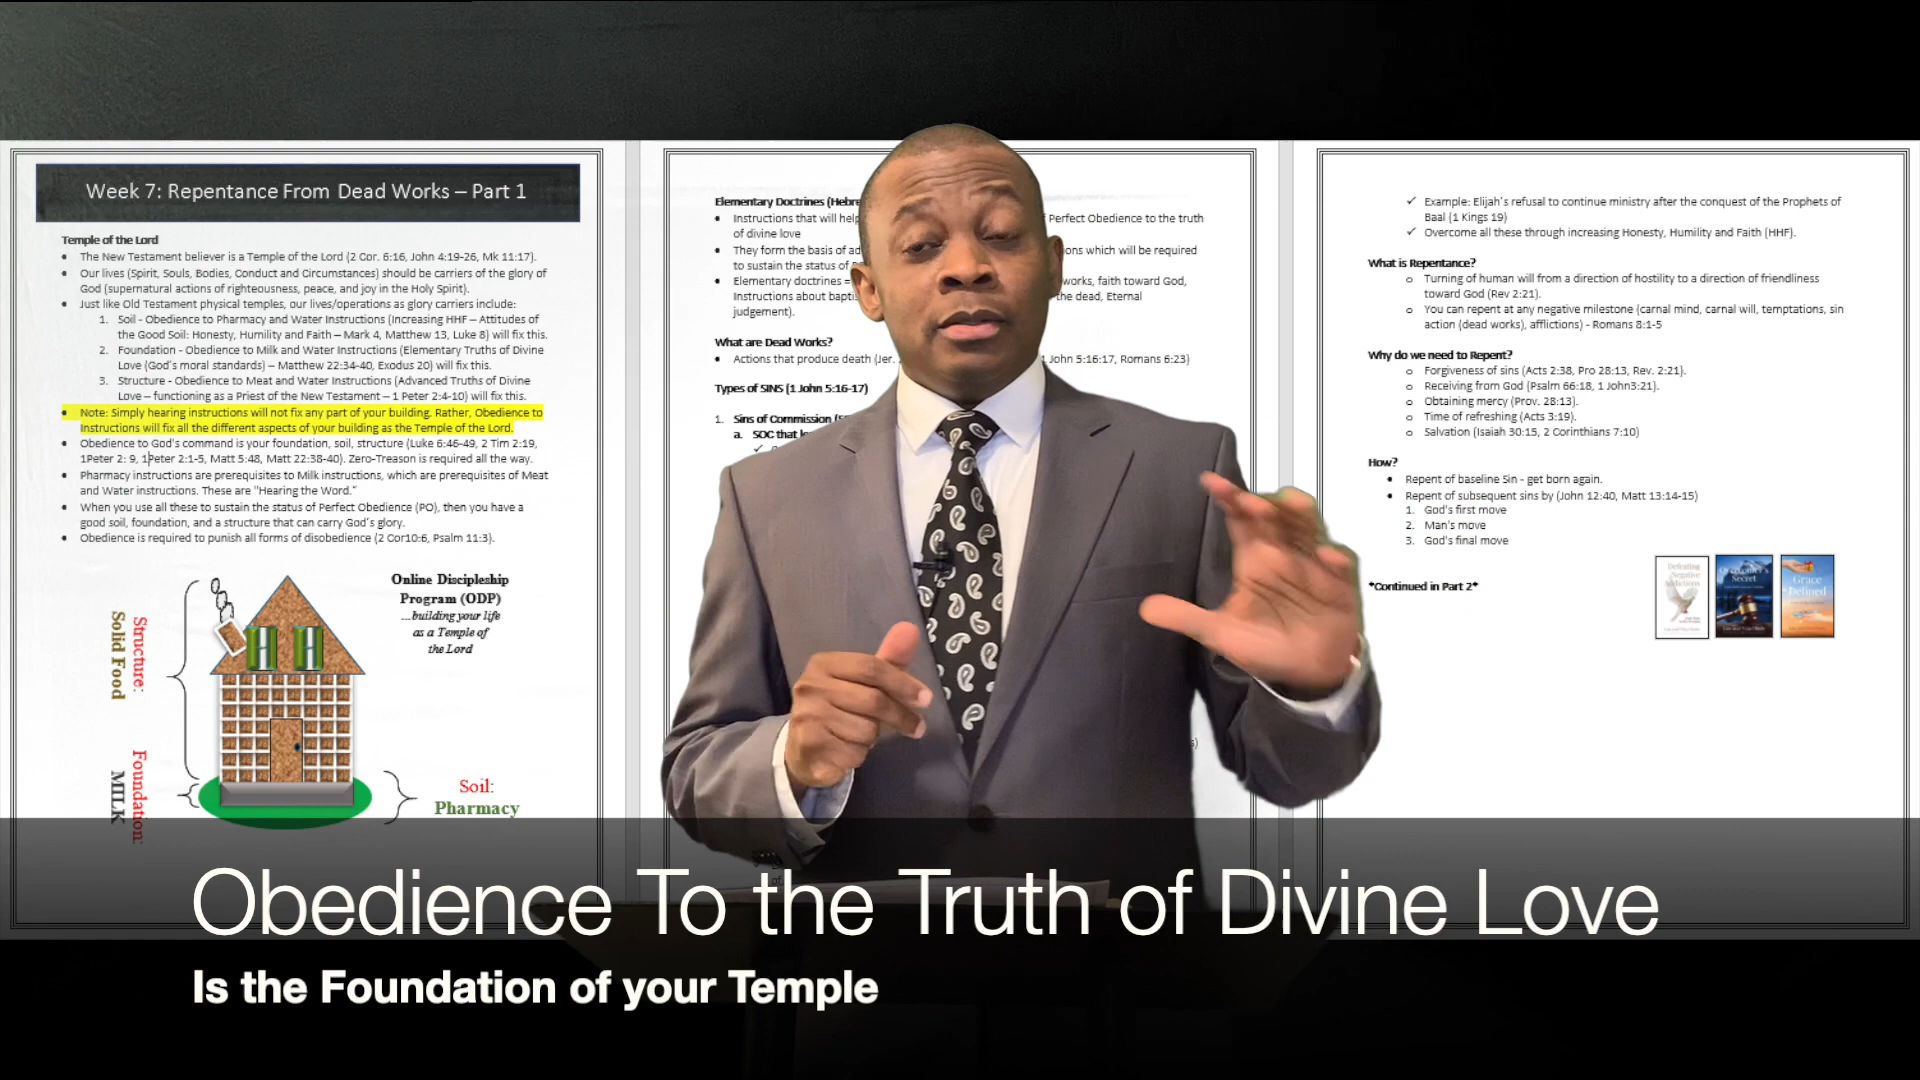 Week 7: Repentance From Dead Works – Part 1
Temple of the Lord
• The New Testament believer is a Temple of the Lord (2 Cor. 6:16, John 4:19-26, Mk 11:17).
• Our lives (Spirit, Souls, Bodies, Conduct and Circumstances) should be carriers of the glory of
God (supernatural actions of righteousness, peace, and joy in the Holy Spirit).
• Just like Old Testament physical temples, our lives/operations as glory carriers include:
1. Soil - Obedience to Pharmacy and Water Instructions (Increasing HHF – Attitudes of
the Good Soil: Honesty, Humility and Faith – Mark 4, Matthew 13, Luke 8) will fix this.
2. Foundation - Obedience to Milk and Water Instructions (Elementary Truths of Divine
Love (God's moral standards) – Matthew 22:34-40, Exodus 20) will fix this.
3. Structure - Obedience to Meat and Water Instructions (Advanced Truths of Divine
Love – functioning as a Priest of the New Testament – 1 Peter 2:4-10) will fix this.
• Note: Simply hearing instructions will not fix any part of your building. Rather, Obedience to
Instructions will fix all the different aspects of your building as the Temple of the Lord.
• Obedience to God's command is your foundation, soil, structure (Luke 6:46-49, 2 Tim 2:19,
1Peter 2: 9, 1Peter 2:1-5, Matt 5:48, Matt 22:38-40). Zero-Treason is required all the way.
• Pharmacy instructions are prerequisites to Milk instructions, which are prerequisites of Meat
and Water instructions. These are "Hearing the Word."
• When you use all these to sustain the status of Perfect Obedience (PO), then you have a
good soil, foundation, and a structure that can carry God's glory.
• Obedience is required to punish all forms of disobedience (2 Cor10:6, Psalm 11:3).
Online Discipleship
Program (ODP)
...building your life
as a Temple of
the Lord
Structure:
Solid Food
Foundation:
MILK
Soil:
Pharmacy
Elementary Doctrines
• Instructions that will help Perfect Obedience to the truth
of divine love
• They form the basis of which will be required
to sustain the status of
• Elementary doctrines = works, faith toward God,
Instructions about the dead, Eternal
judgement).
What are Dead Works?
• Actions that produce death (Jer. 1 John 5:16:17, Romans 6:23)
Types of SINS (1 John 5:16-17)
1. Sins of Commission
a. SOC that
✓ Example: Elijah's refusal to continue ministry after the conquest of the Prophets of
Baal (1 Kings 19)
✓ Overcome all these through increasing Honesty, Humility and Faith (HHF).
What is Repentance?
o Turning of human will from a direction of hostility to a direction of friendliness
toward God (Rev 2:21).
o You can repent at any negative milestone (carnal mind, carnal will, temptations, sin
action (dead works), afflictions) - Romans 8:1-5
Why do we need to Repent?
o Forgiveness of sins (Acts 2:38, Pro 28:13, Rev. 2:21).
o Receiving from God (Psalm 66:18, 1 John3:21).
o Obtaining mercy (Prov. 28:13).
o Time of refreshing (Acts 3:19).
o Salvation (Isaiah 30:15, 2 Corinthians 7:10)
How?
• Repent of baseline Sin - get born again.
• Repent of subsequent sins by (John 12:40, Matt 13:14-15)
1. God's first move
2. Man's move
3. God's final move
*Continued in Part 2*
Defeating
Negative
Addictions
Overcomer's
Secret
Grace
Defined
Obedience To the Truth of Divine Love
Is the Foundation of your Temple